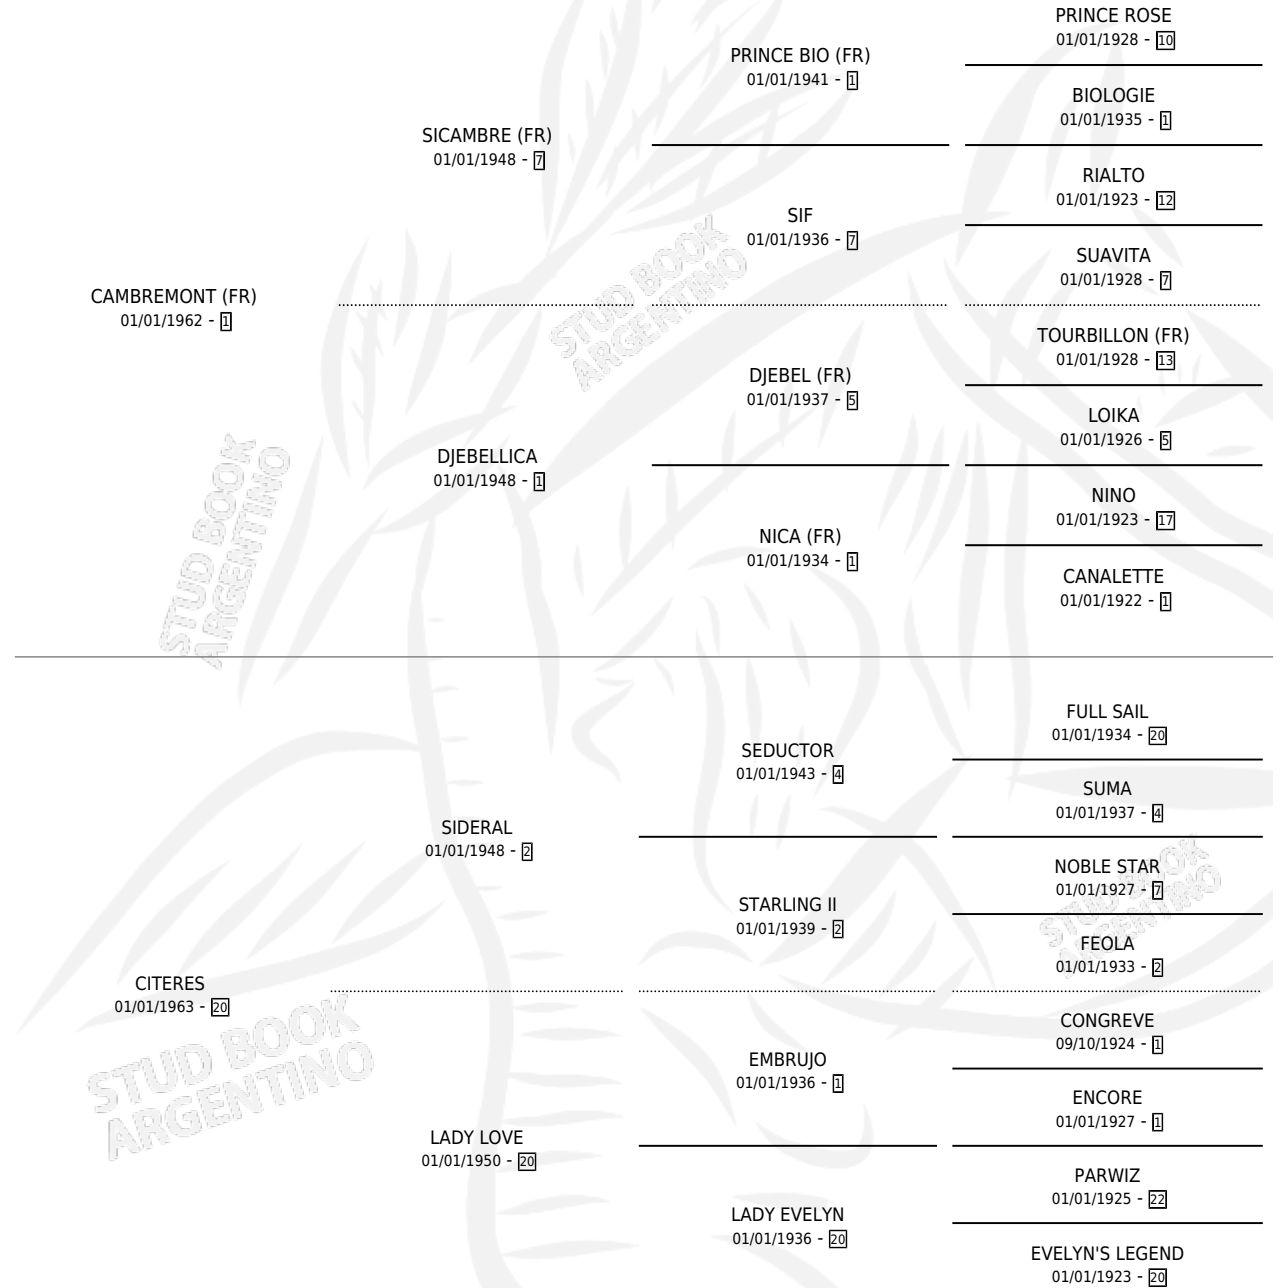 PRINCE ROSE
01/01/1928 - 10
PRINCE BIO (FR)
01/01/1941 - 1
BIOLOGIE
01/01/1935 - 1
SICAMBRE (FR)
01/01/1948 - 7
RIALTO
01/01/1923 - 12
SIF
01/01/1936 - 7
SUAVITA
01/01/1928 - 7
CAMBREMONT (FR)
01/01/1962 - 1
TOURBILLON (FR)
01/01/1928 - 13
DJEBEL (FR)
01/01/1937 - 5
LOIKA
01/01/1926 - 5
DJEBELLICA
01/01/1948 - 1
NINO
01/01/1923 - 17
NICA (FR)
01/01/1934 - 1
CANALETTE
01/01/1922 - 1
FULL SAIL
01/01/1934 - 20
SEDUCTOR
01/01/1943 - 4
SUMA
01/01/1937 - 4
SIDERAL
01/01/1948 - 2
NOBLE STAR
01/01/1927 - 7
STARLING II
01/01/1939 - 2
FEOLA
01/01/1933 - 2
CITERES
01/01/1963 - 20
CONGREVE
09/10/1924 - 1
EMBRUJO
01/01/1936 - 1
ENCORE
01/01/1927 - 1
LADY LOVE
01/01/1950 - 20
PARWIZ
01/01/1925 - 22
LADY EVELYN
01/01/1936 - 20
EVELYN'S LEGEND
01/01/1923 - 20
STUD BOOK
ARGENTINO
STUD BOOK
ARGENTINO
STUD BOOK
ARGENTINO
STUD BOOK
ARGENTINO